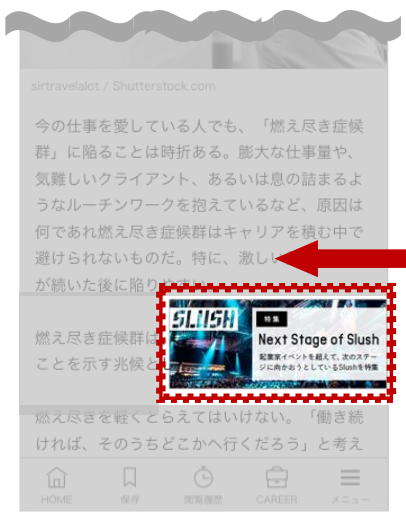 sirtravelalot / Shutterstock.com
今の仕事を愛している人でも、「燃え尽き症候
群」に陥ることは時折ある。膨大な仕事量や、
気難しいクライアント、あるいは息の詰まるよ
うなルーチンワークを抱えているなど、原因は
何であれ燃え尽き症候群はキャリアを積む中で
避けられないものだ。特に、激し
が続いた後に陥りやすい
燃え尽き症候群は
ことを示す兆候と
SLUSH
特集
Next Stage of Slush
起業家イベントを超えて、次のステー
ジに向かおうとしているSlushを特集
燃え尽きを軽くとらえてはいけない。「働き続
ければ、そのうちどこかへ行くだろう」と考え
HOME
保存
閲覧履歴
CAREER
メニュー